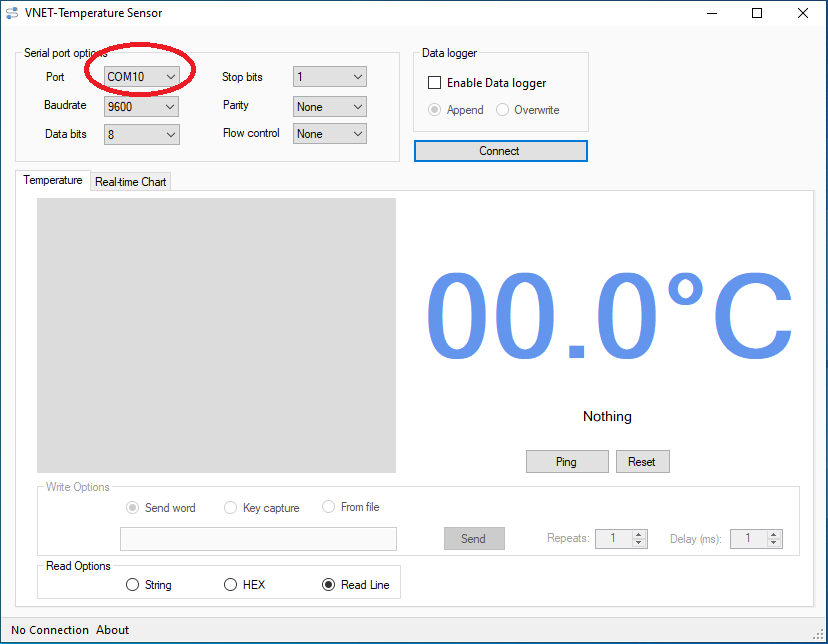 VNET-Temperature Sensor
Serial port options
Data logger
Port COM10 Stop bits 1
Enable Data logger
Baudrate 9600 Parity None
Append Overwrite
Data bits 8 Flow control None
Connect
Temperature Real-time Chart
00.0°C
Nothing
Ping Reset
Write Options
Send word Key capture From file
Send Repeats: 1 Delay (ms): 1
Read Options
String HEX Read Line
No Connection About